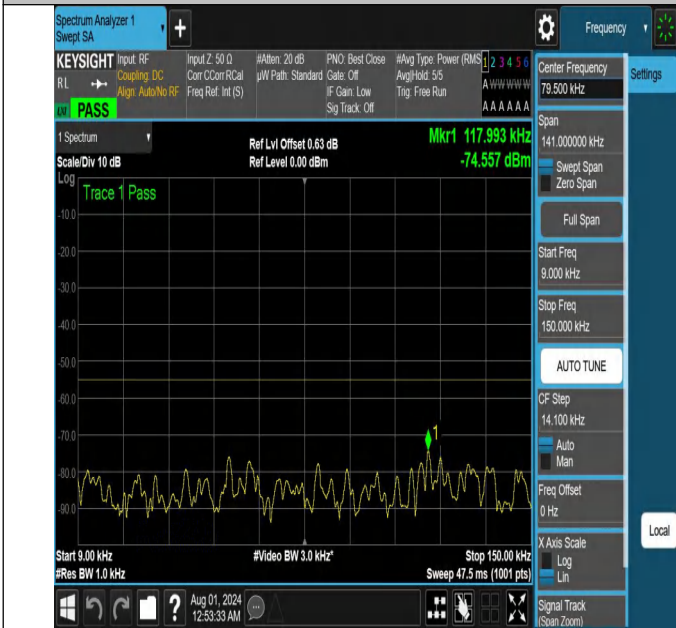 Spectrum Analyzer 1
Swept SA
+
Frequency
KEYSIGHT
RL
PASS
Input: RF
Coupling: DC
Align: Auto/No RF
Input Z: 50 Ω
Corr CCorr RCal
Freq Ref: Int (S)
#Atten: 20 dB
µW Path: Standard
PNO: Best Close
Gate: Off
IF Gain: Low
Sig Track: Off
#Avg Type: Power (RMS
Avg|Hold: 5/5
Trig: Free Run
1 2 3 4 5 6
A W W W W W
A A A A A A
1 Spectrum
Scale/Div 10 dB
Ref Lvl Offset 0.63 dB
Ref Level 0.00 dBm
Mkr1 117.993 kHz
-74.557 dBm
Log
Trace 1 Pass
-10.0
-20.0
-30.0
-40.0
-50.0
-60.0
-70.0
-80.0
-90.0
1
Start 9.00 kHz
#Res BW 1.0 kHz
#Video BW 3.0 kHz*
Stop 150.00 kHz
Sweep 47.5 ms (1001 pts)
Aug 01, 2024
12:53:33 AM
?
Center Frequency
79.500 kHz
Span
141.000000 kHz
Swept Span
Zero Span
Full Span
Start Freq
9.000 kHz
Stop Freq
150.000 kHz
AUTO TUNE
CF Step
14.100 kHz
Auto
Man
Freq Offset
0 Hz
X Axis Scale
Log
Lin
Signal Track
(Span Zoom)
Settings
Local